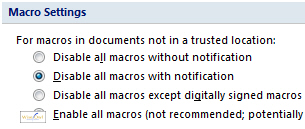 Macro Settings
For macros in documents not in a trusted location:
Disable all macros without notification
Disable all macros with notification
Disable all macros except digitally signed macros
Enable all macros (not recommended; potentially